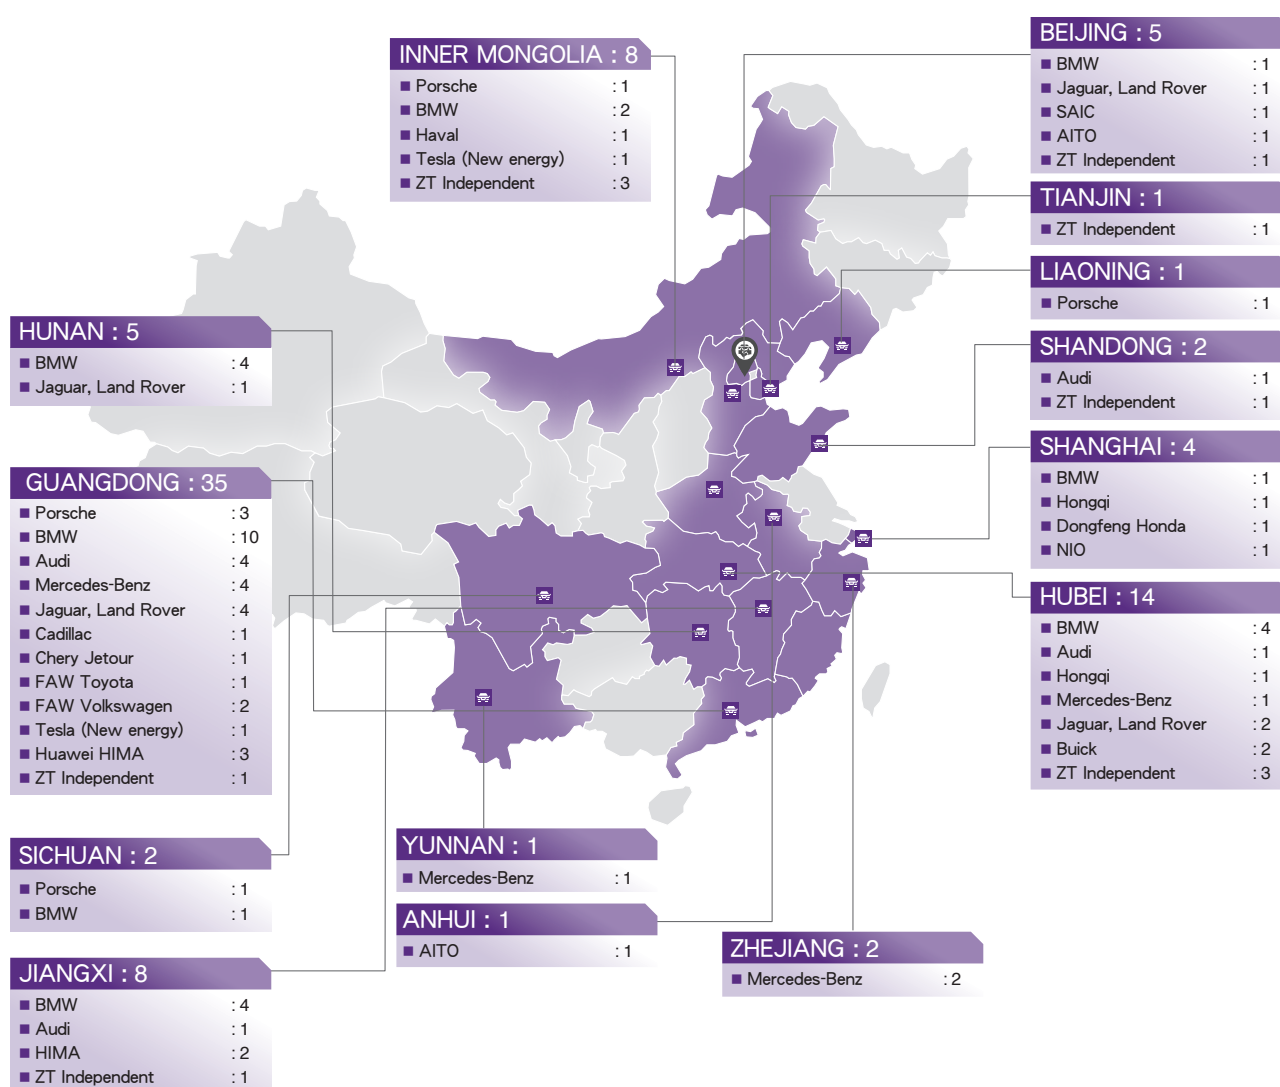 INNER MONGOLIA : 8
Porsche : 1
BMW : 2
Haval : 1
Tesla (New energy) : 1
ZT Independent : 3
BEIJING : 5
BMW : 1
Jaguar, Land Rover : 1
SAIC : 1
AITO : 1
ZT Independent : 1
TIANJIN : 1
ZT Independent : 1
LIAONING : 1
Porsche : 1
SHANDONG : 2
Audi : 1
ZT Independent : 1
SHANGHAI : 4
BMW : 1
Hongqi : 1
Dongfeng Honda : 1
NIO : 1
HUBEI : 14
BMW : 4
Audi : 1
Hongqi : 1
Mercedes-Benz : 1
Jaguar, Land Rover : 2
Buick : 2
ZT Independent : 3
HUNAN : 5
BMW : 4
Jaguar, Land Rover : 1
GUANGDONG : 35
Porsche : 3
BMW : 10
Audi : 4
Mercedes-Benz : 4
Jaguar, Land Rover : 4
Cadillac : 1
Chery Jetour : 1
FAW Toyota : 1
FAW Volkswagen : 2
Tesla (New energy) : 1
Huawei HIMA : 3
ZT Independent : 1
SICHUAN : 2
Porsche : 1
BMW : 1
JIANGXI : 8
BMW : 4
Audi : 1
HIMA : 2
ZT Independent : 1
YUNNAN : 1
Mercedes-Benz : 1
ANHUI : 1
AITO : 1
ZHEJIANG : 2
Mercedes-Benz : 2